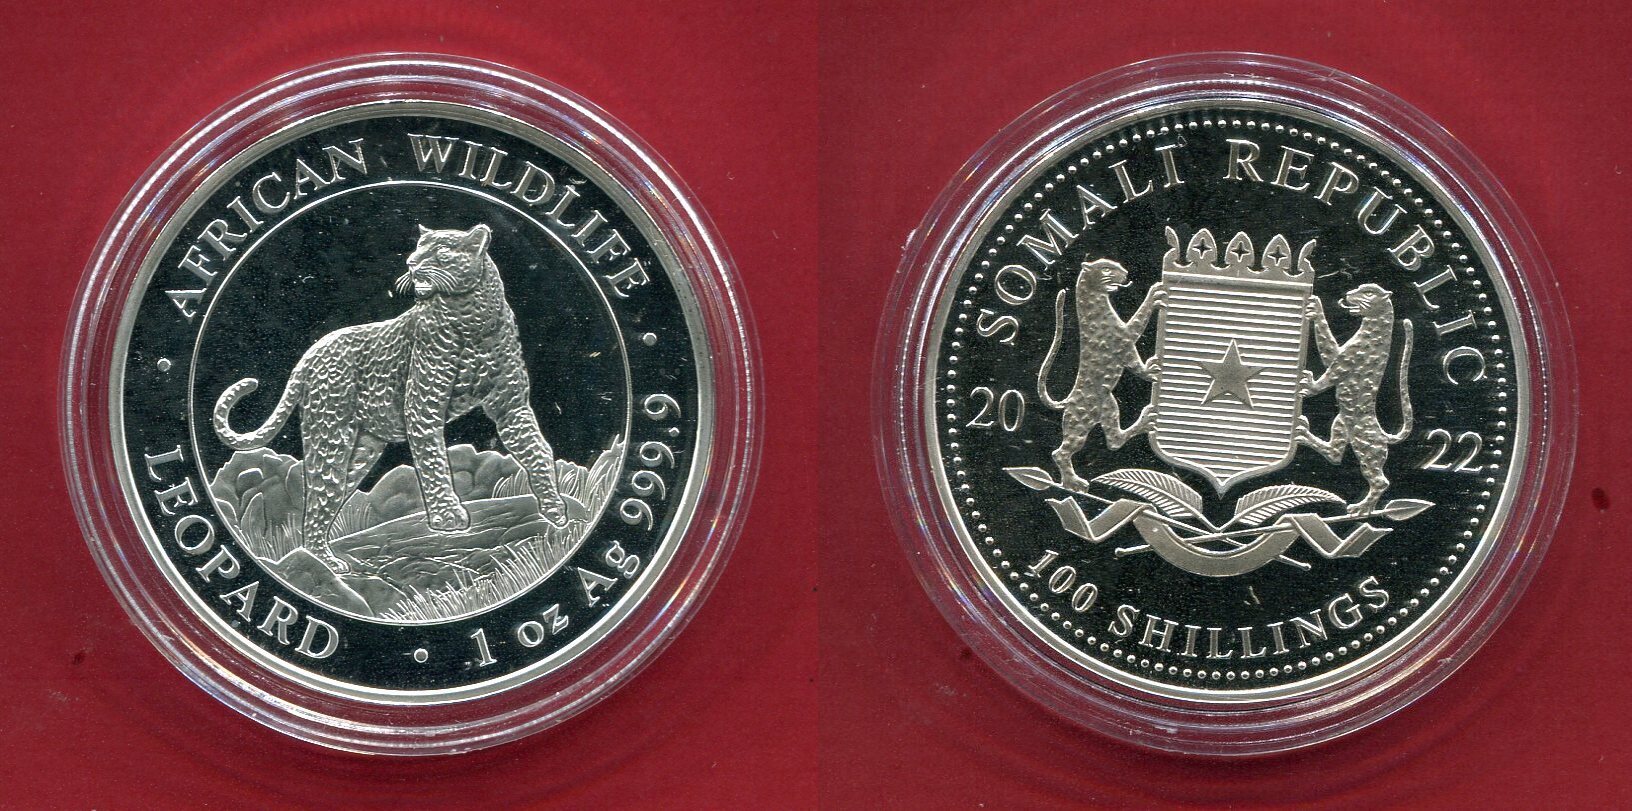 AFRICAN WILDLIFE
LEOPARD • 1 oz Ag 999.9
SOMALI REPUBLIC
20 22
100 SHILLINGS